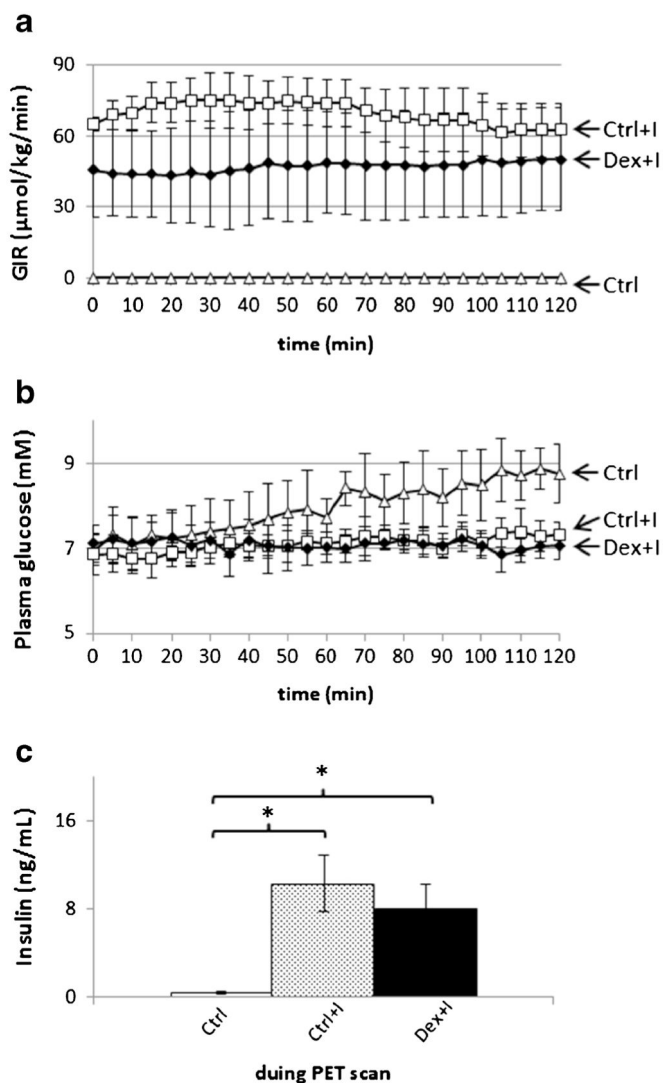 a
90
60
30
0
GIR (µmol/kg/min)
Ctrl+I
Dex+I
Ctrl
0 10 20 30 40 50 60 70 80 90 100 110 120
time (min)
b
9
7
5
Plasma glucose (mM)
Ctrl
Ctrl+I
Dex+I
0 10 20 30 40 50 60 70 80 90 100 110 120
time (min)
c
16
8
0
Insulin (ng/mL)
*
*
Ctrl
Ctrl+I
Dex+I
duing PET scan